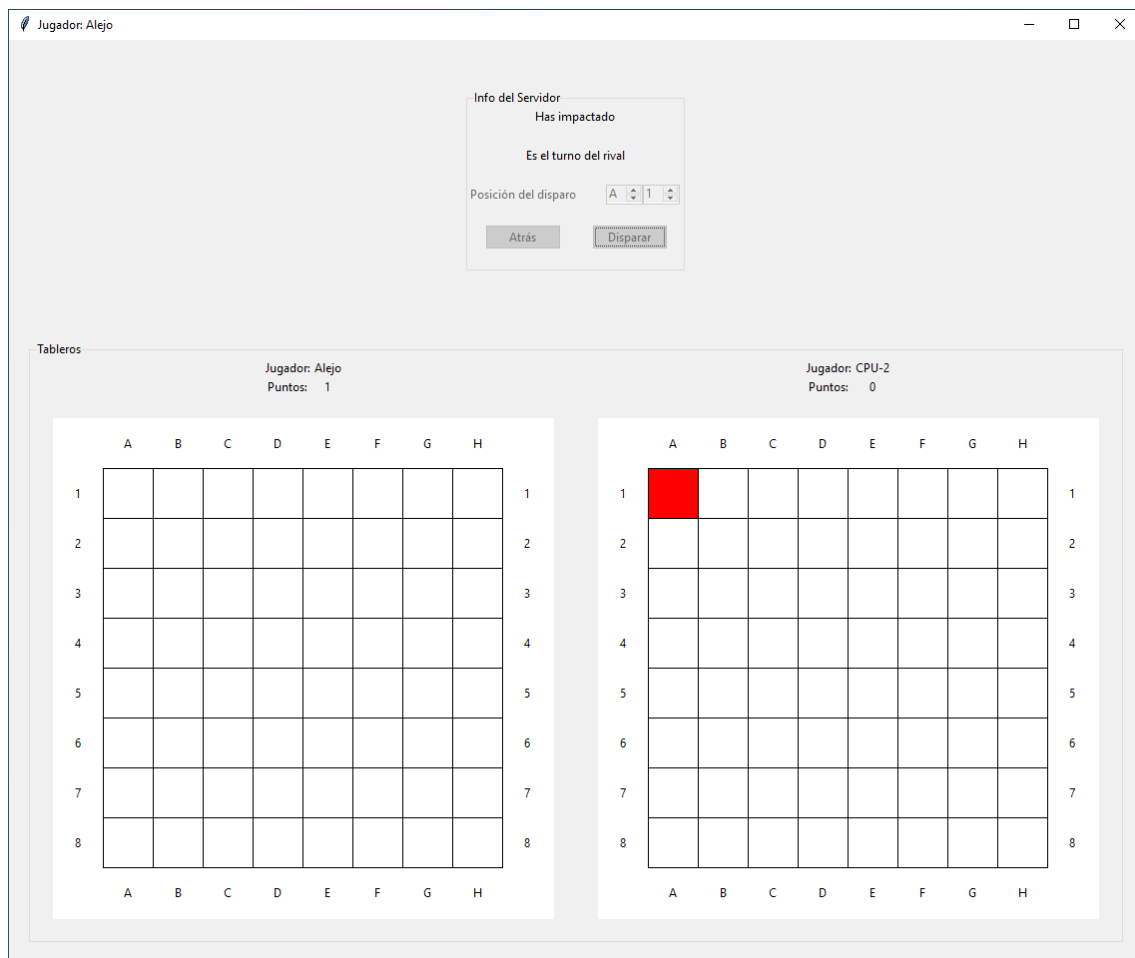 Jugador: Alejo
Info del Servidor
Has impactado
Es el turno del rival
Posición del disparo A 1
Atrás Disparar
Tableros
Jugador: Alejo
Puntos: 1
A B C D E F G H
1 1
2 2
3 3
4 4
5 5
6 6
7 7
8 8
A B C D E F G H
Jugador: CPU-2
Puntos: 0
A B C D E F G H
1 1
2 2
3 3
4 4
5 5
6 6
7 7
8 8
A B C D E F G H